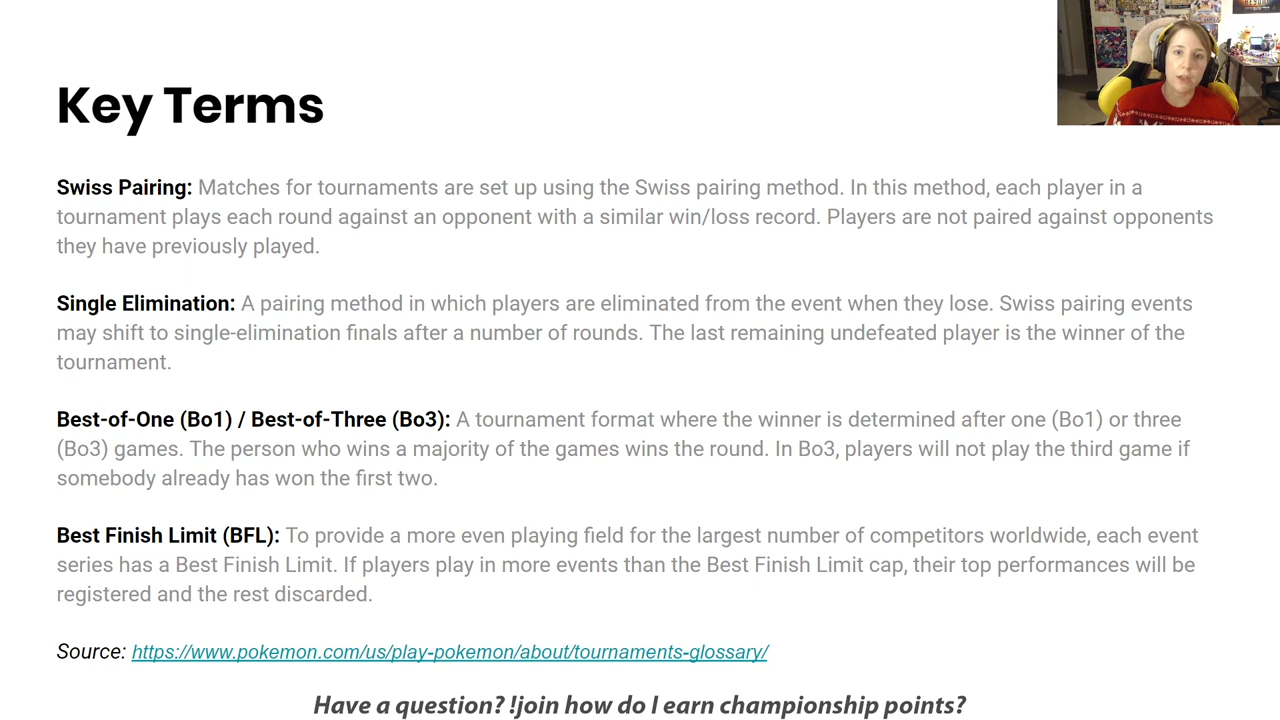 Key Terms
Swiss Pairing: Matches for tournaments are set up using the Swiss pairing method. In this method, each player in a
tournament plays each round against an opponent with a similar win/loss record. Players are not paired against opponents
they have previously played.
Single Elimination: A pairing method in which players are eliminated from the event when they lose. Swiss pairing events
may shift to single-elimination finals after a number of rounds. The last remaining undefeated player is the winner of the
tournament.
Best-of-One (Bo1) / Best-of-Three (Bo3): A tournament format where the winner is determined after one (Bo1) or three
(Bo3) games. The person who wins a majority of the games wins the round. In Bo3, players will not play the third game if
somebody already has won the first two.
Best Finish Limit (BFL): To provide a more even playing field for the largest number of competitors worldwide, each event
series has a Best Finish Limit. If players play in more events than the Best Finish Limit cap, their top performances will be
registered and the rest discarded.
Source: https://www.pokemon.com/us/play-pokemon/about/tournaments-glossary/
Have a question? !join how do I earn championship points?